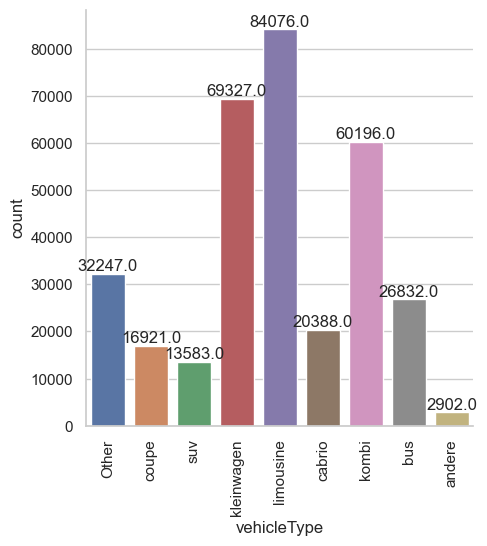 84076.0
80000
70000
69327.0
60000
60196.0
50000
count
40000
32247.0
30000
26832.0
20000
20388.0
16921.0
13583.0
10000
2902.0
0
Other
coupe
suv
kleinwagen
limousine
cabrio
kombi
bus
andere
vehicleType